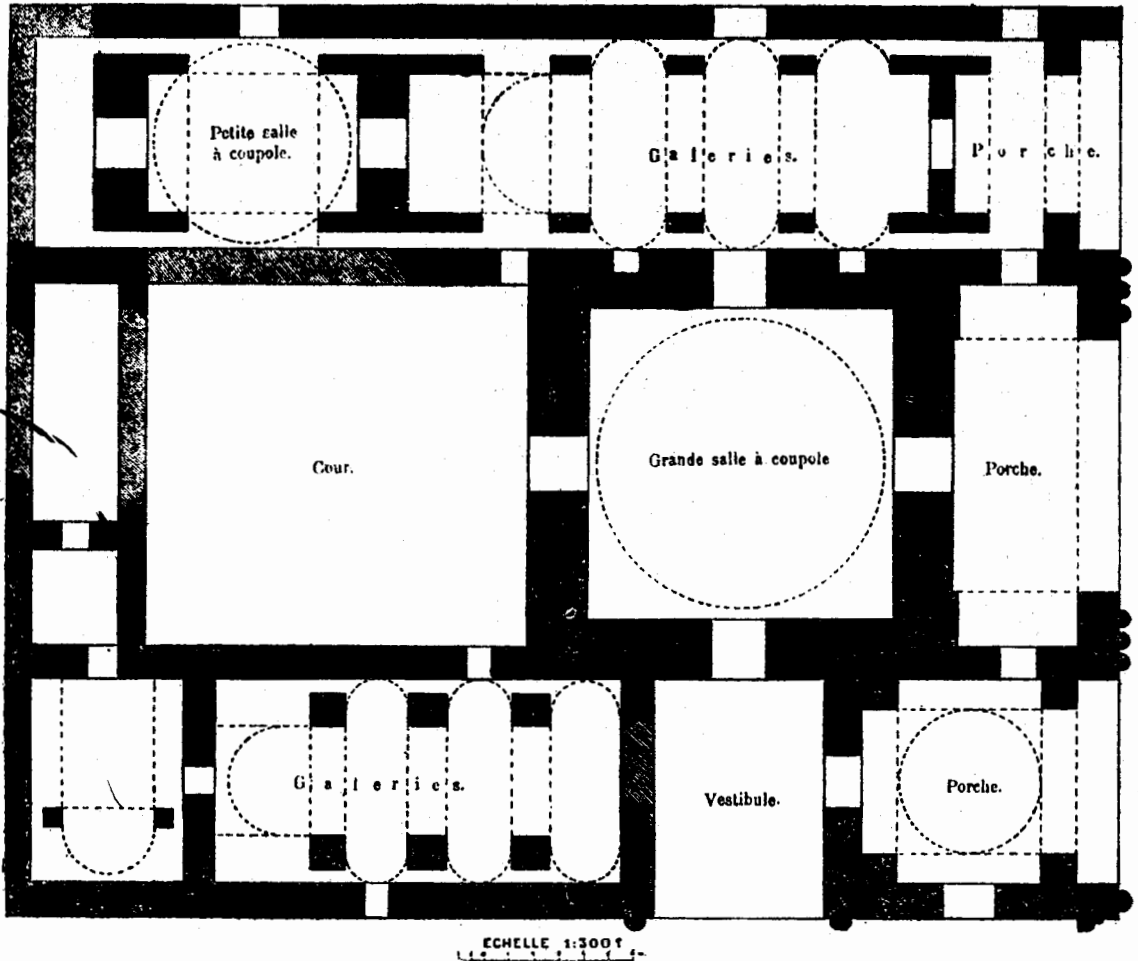 Petite salle
à coupole.
Galeries.
Porche.
Cour.
Grande salle à coupole
Porche.
Galeries.
Vestibule.
Porche.
ECHELLE 1:300